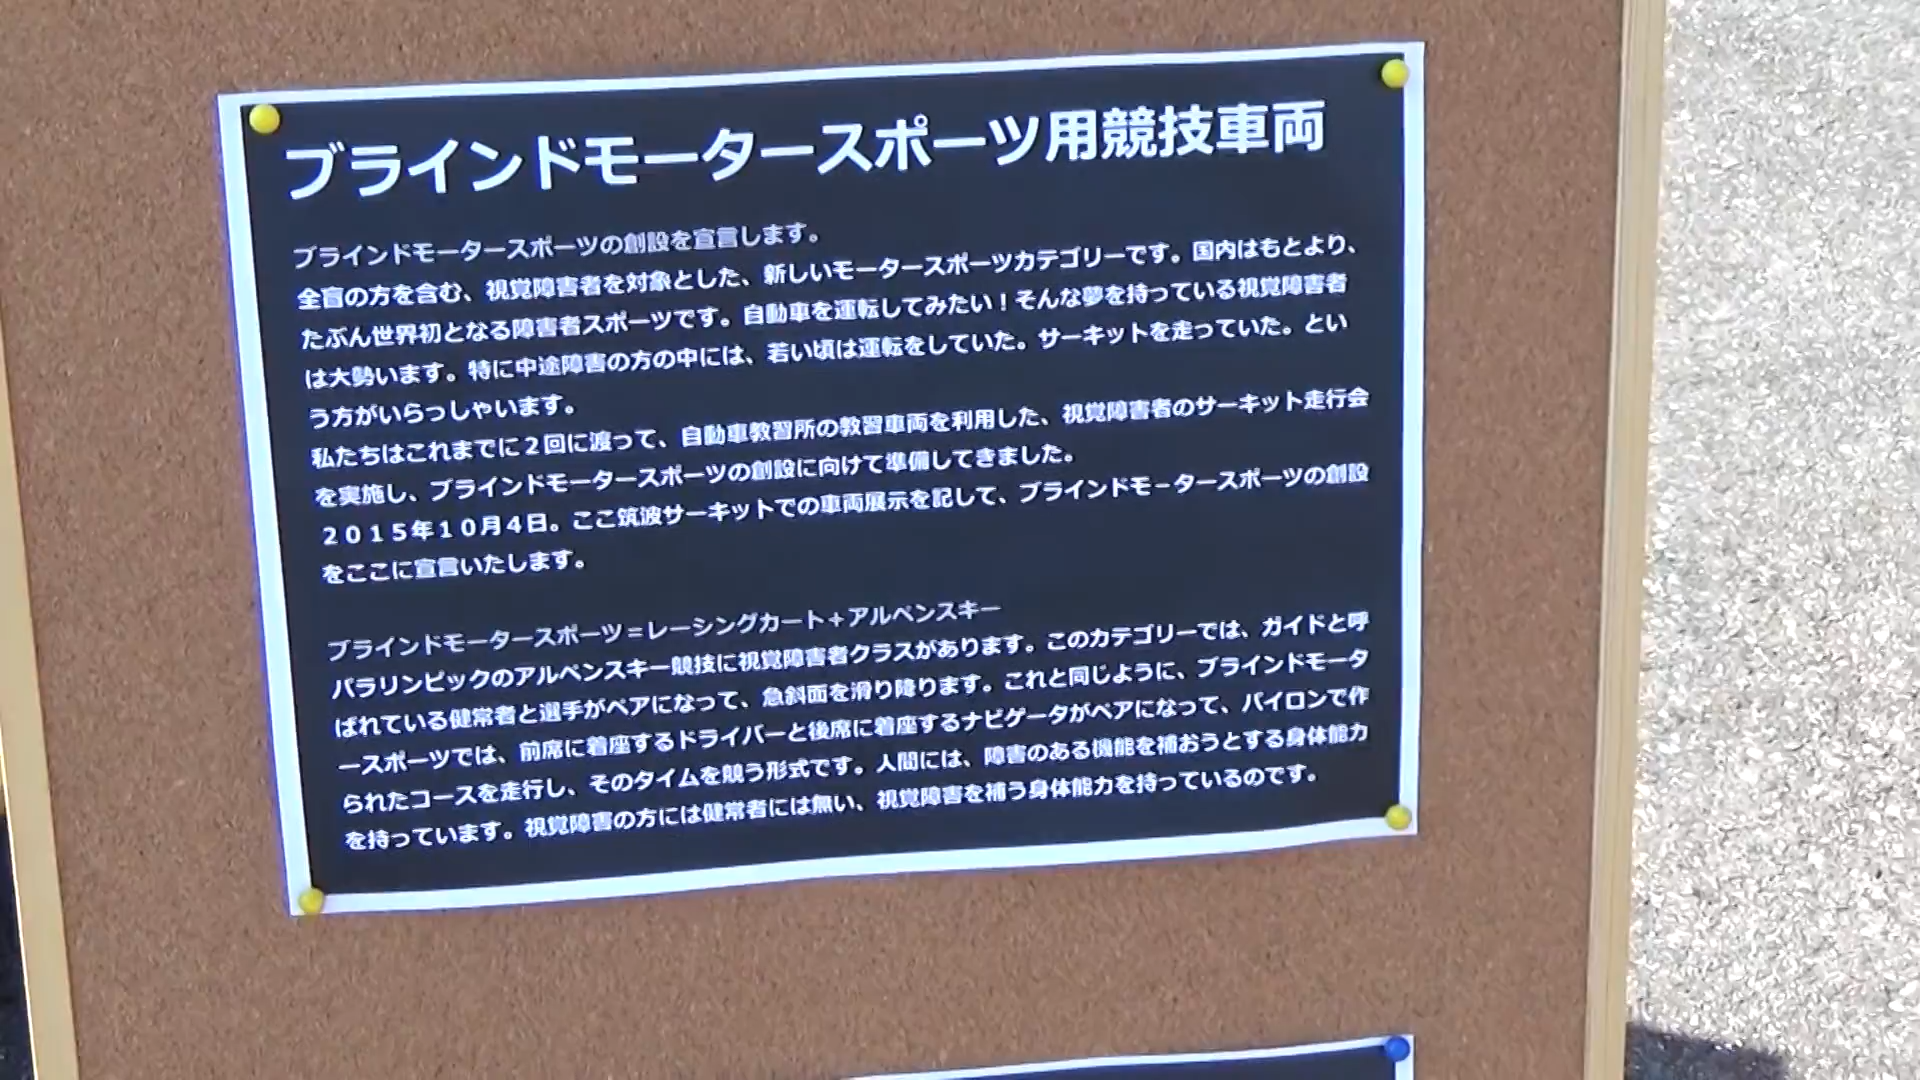 ブラインドモータースポーツ用競技車両
ブラインドモータースポーツの創設を宣言します。
全盲の方を含む、視覚障害者を対象とした、新しいモータースポーツカテゴリーです。国内はもとより、
たぶん世界初となる障害者スポーツです。自動車を運転してみたい！そんな夢を持っている視覚障害者
は大勢います。特に中途障害の方の中には、若い頃は運転をしていた。サーキットを走っていた。とい
う方がいらっしゃいます。
私たちはこれまでに２回に渡って、自動車教習所の教習車両を利用した、視覚障害者のサーキット走行会
を実施し、ブラインドモータースポーツの創設に向けて準備してきました。
２０１５年１０月４日。ここ筑波サーキットでの車両展示を記して、ブラインドモータースポーツの創設
をここに宣言いたします。
ブラインドモータースポーツ＝レーシングカート＋アルペンスキー
パラリンピックのアルペンスキー競技に視覚障害者クラスがあります。このカテゴリーでは、ガイドと呼
ばれている健常者と選手がペアになって、急斜面を滑り降ります。これと同じように、ブラインドモータ
ースポーツでは、前席に着座するドライバーと後席に着座するナビゲータがペアになって、パイロンで作
られたコースを走行し、そのタイムを競う形式です。人間には、障害のある機能を補おうとする身体能力
を持っています。視覚障害の方には健常者には無い、視覚障害を補う身体能力を持っているのです。